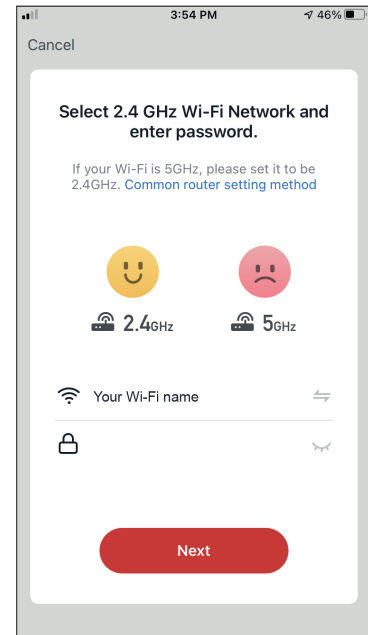 3:54 PM
46%
Cancel
Select 2.4 GHz Wi-Fi Network and
enter password.
If your Wi-Fi is 5GHz, please set it to be
2.4GHz. Common router setting method
2.4GHz
5GHz
Your Wi-Fi name
Next